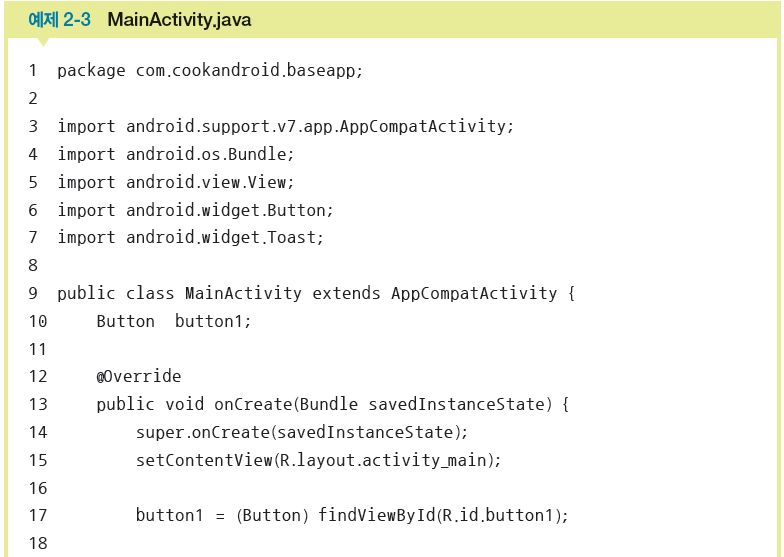 예제 2-3 MainActivity.java
1 package com.cookandroid.baseapp;
2
3 import android.support.v7.app.AppCompatActivity;
4 import android.os.Bundle;
5 import android.view.View;
6 import android.widget.Button;
7 import android.widget.Toast;
8
9 public class MainActivity extends AppCompatActivity {
10     Button  button1;
11
12     @Override
13     public void onCreate(Bundle savedInstanceState) {
14         super.onCreate(savedInstanceState);
15         setContentView(R.layout.activity_main);
16
17         button1 = (Button) findViewById(R.id.button1);
18